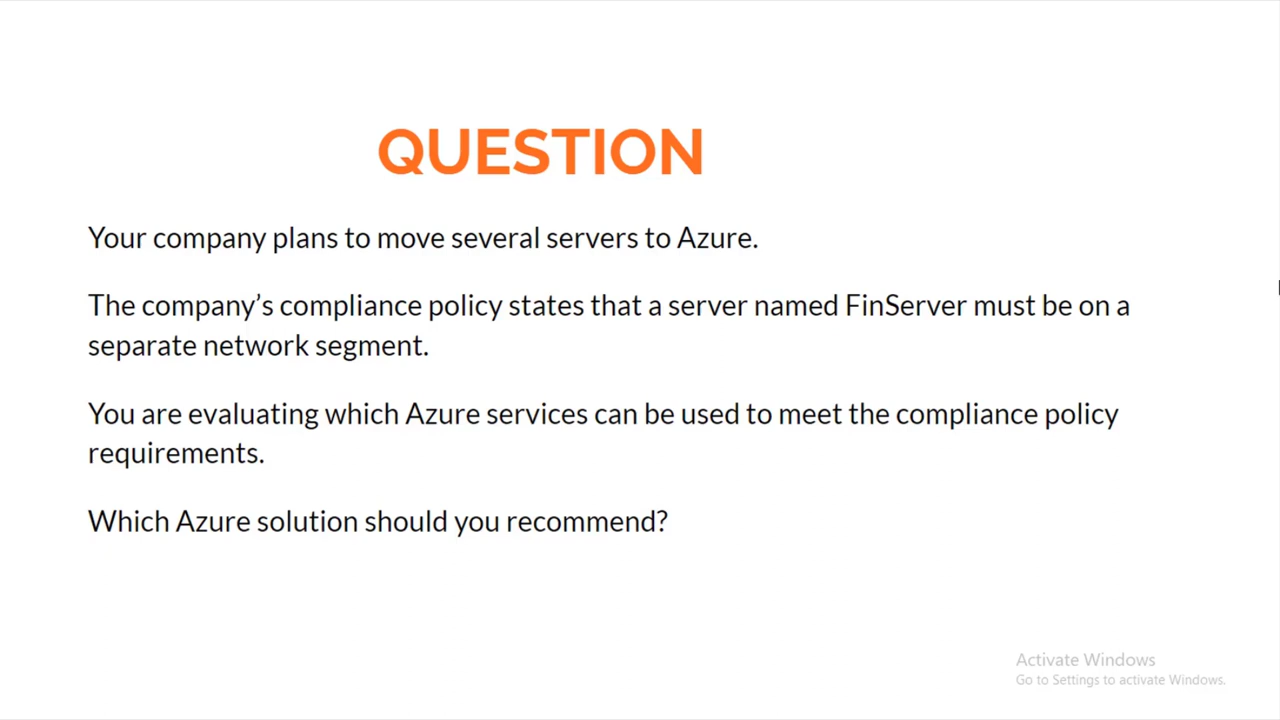 QUESTION
Your company plans to move several servers to Azure.
The company’s compliance policy states that a server named FinServer must be on a
separate network segment.
You are evaluating which Azure services can be used to meet the compliance policy
requirements.
Which Azure solution should you recommend?
Activate Windows
Go to Settings to activate Windows.